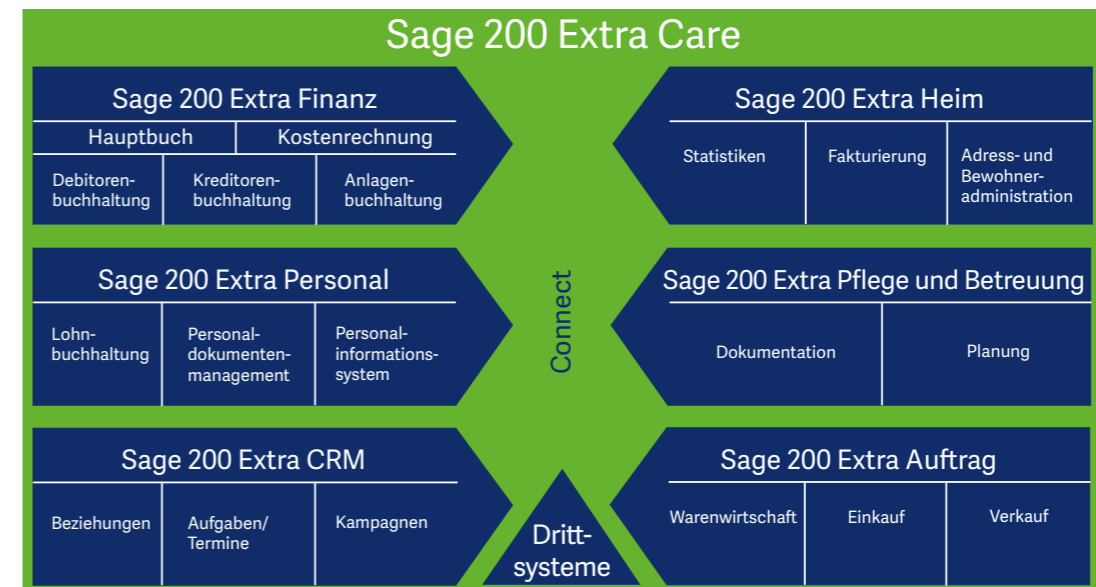 Sage 200 Extra Care
Sage 200 Extra Finanz
Hauptbuch
Kostenrechnung
Debitoren-
buchhaltung
Kreditoren-
buchhaltung
Anlagen-
buchhaltung
Sage 200 Extra Heim
Statistiken
Fakturierung
Adress- und
Bewohner-
administration
Sage 200 Extra Personal
Lohn-
buchhaltung
Personal-
dokumenten-
management
Personal-
informations-
system
Connect
Sage 200 Extra Pflege und Betreuung
Dokumentation
Planung
Sage 200 Extra CRM
Beziehungen
Aufgaben/
Termine
Kampagnen
Dritt-
systeme
Sage 200 Extra Auftrag
Warenwirtschaft
Einkauf
Verkauf